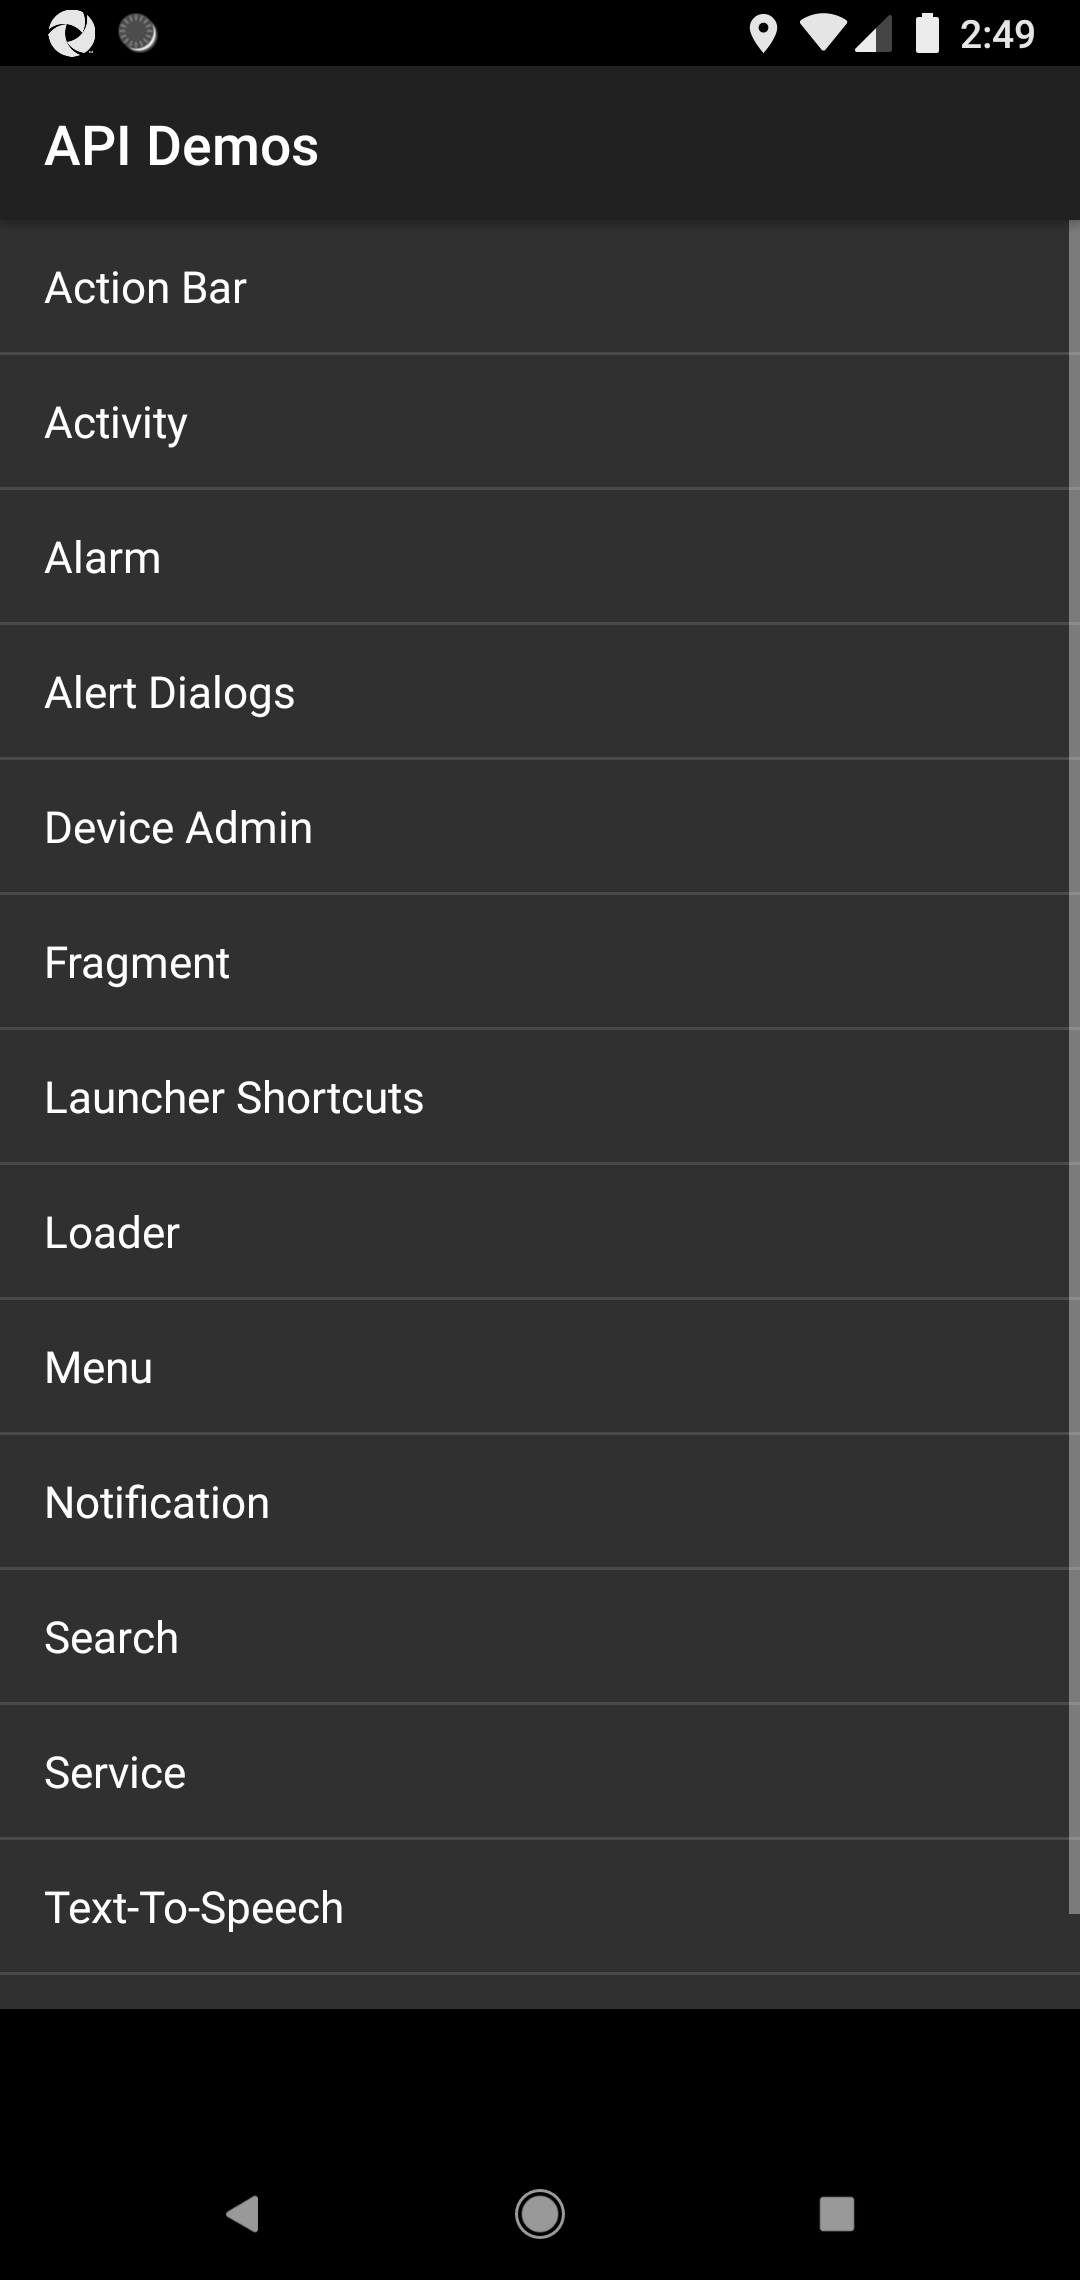 2:49
API Demos
Action Bar
Activity
Alarm
Alert Dialogs
Device Admin
Fragment
Launcher Shortcuts
Loader
Menu
Notification
Search
Service
Text-To-Speech